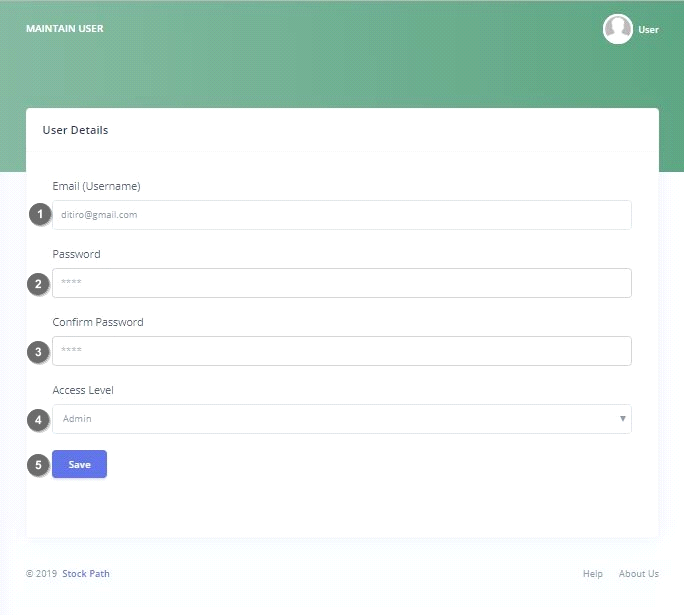 MAINTAIN USER
User
User Details
Email (Username)
1
ditiro@gmail.com
Password
2
****
Confirm Password
3
****
Access Level
4
Admin
5
Save
© 2019 Stock Path
Help
About Us